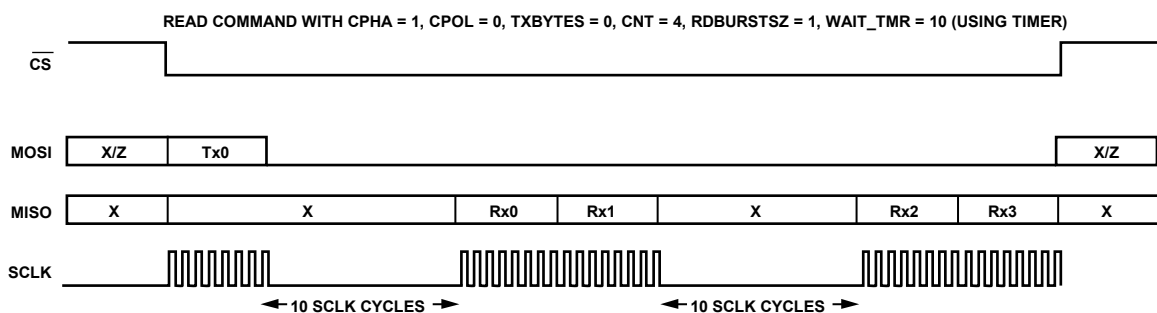 READ COMMAND WITH CPHA = 1, CPOL = 0, TXBYTES = 0, CNT = 4, RDBURSTSZ = 1, WAIT_TMR = 10 (USING TIMER)
CS
MOSI X/Z Tx0 X/Z
MISO X X Rx0 Rx1 X Rx2 Rx3 X
SCLK
10 SCLK CYCLES 10 SCLK CYCLES